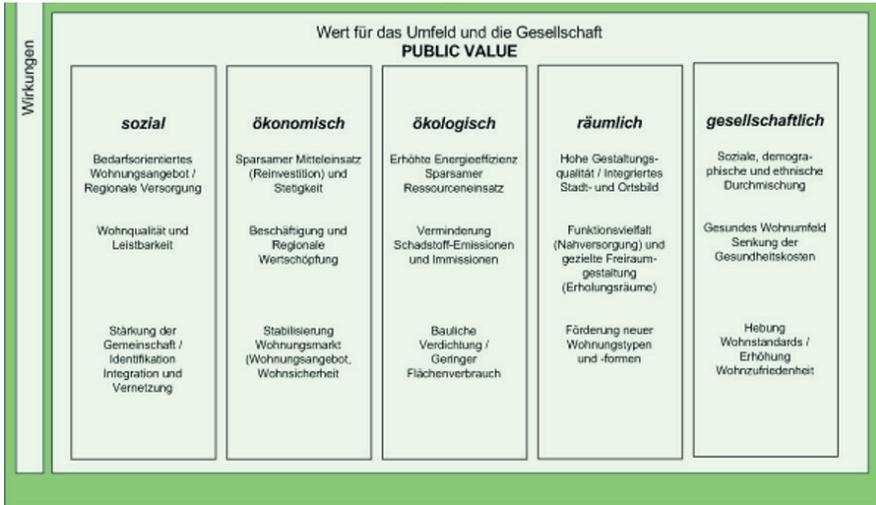 Wirkungen
Wert für das Umfeld und die Gesellschaft
PUBLIC VALUE
sozial
Bedarfsorientiertes
Wohnungsangebot /
Regionale Versorgung
Wohnqualität und
Leistbarkeit
Stärkung der
Gemeinschaft /
Identifikation
Integration und
Vernetzung
ökonomisch
Sparsamer Mitteleinsatz
(Reinvestition) und
Stetigkeit
Beschäftigung und
Regionale
Wertschöpfung
Stabilisierung
Wohnungsmarkt
(Wohnungsangebot,
Wohnsicherheit
ökologisch
Erhöhte Energieeffizienz
Sparsamer
Ressourceneinsatz
Verminderung
Schadstoff-Emissionen
und Immissionen
Bauliche
Verdichtung /
Geringer
Flächenverbrauch
räumlich
Hohe Gestaltungs-
qualität / Integriertes
Stadt- und Ortsbild
Funktionsvielfalt
(Nahversorgung) und
gezielte Freiraum-
gestaltung
(Erholungsräume)
Förderung neuer
Wohnungstypen
und -formen
gesellschaftlich
Soziale, demogra-
phische und ethnische
Durchmischung
Gesundes Wohnumfeld
Senkung der
Gesundheitskosten
Hebung
Wohnstandards /
Erhöhung
Wohnzufriedenheit